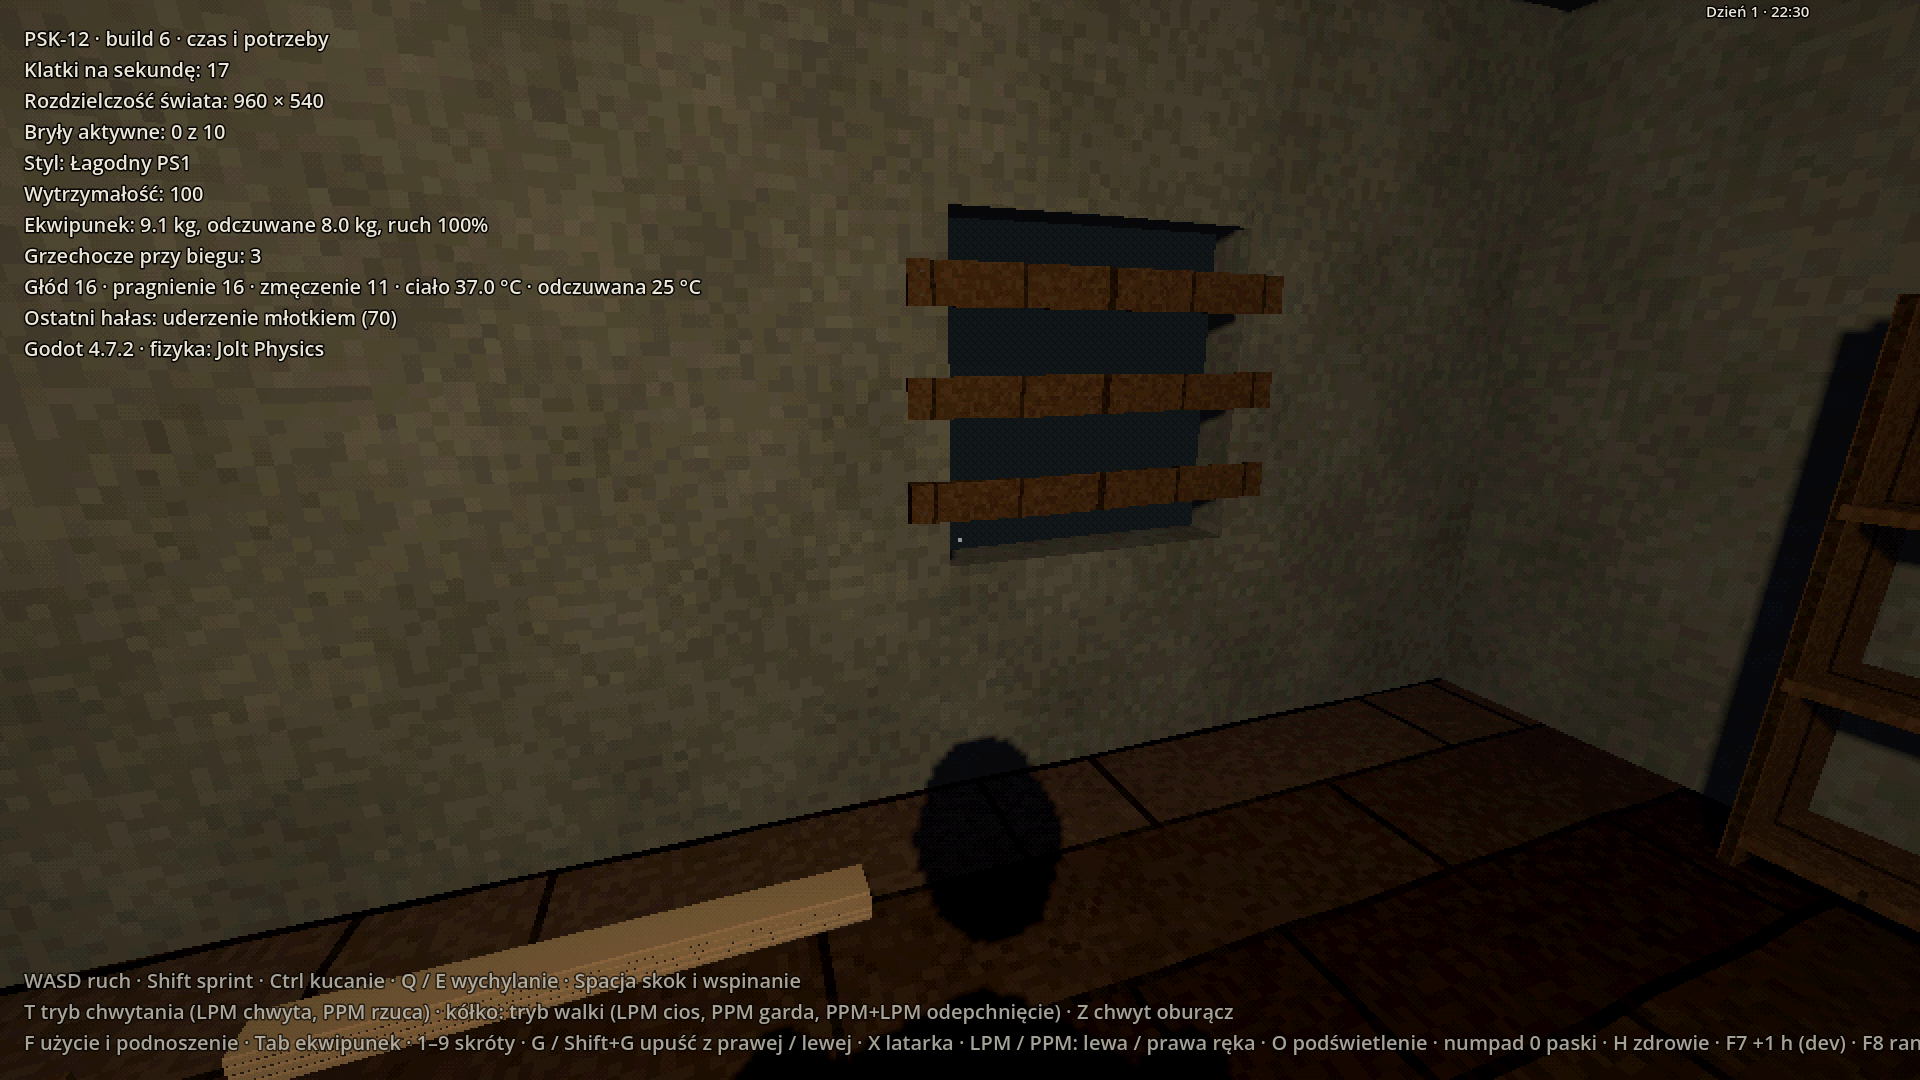 Dzień 1 · 22:30
PSK-12 · build 6 · czas i potrzeby
Klatki na sekundę: 17
Rozdzielczość świata: 960 × 540
Bryły aktywne: 0 z 10
Styl: Łagodny PS1
Wytrzymałość: 100
Ekwipunek: 9.1 kg, odczuwane 8.0 kg, ruch 100%
Grzechocze przy biegu: 3
Głód 16 · pragnienie 16 · zmęczenie 11 · ciało 37.0 °C · odczuwana 25 °C
Ostatni hałas: uderzenie młotkiem (70)
Godot 4.7.2 · fizyka: Jolt Physics
WASD ruch · Shift sprint · Ctrl kucanie · Q / E wychylanie · Spacja skok i wspinanie
T tryb chwytania (LPM chwyta, PPM rzuca) · kółko: tryb walki (LPM cios, PPM garda, PPM+LPM odepchnięcie) · Z chwyt oburącz
F użycie i podnoszenie · Tab ekwipunek · 1–9 skróty · G / Shift+G upuść z prawej / lewej · X latarka · LPM / PPM: lewa / prawa ręka · O podświetlenie · numpad 0 paski · H zdrowie · F7 +1 h (dev) · F8 ran